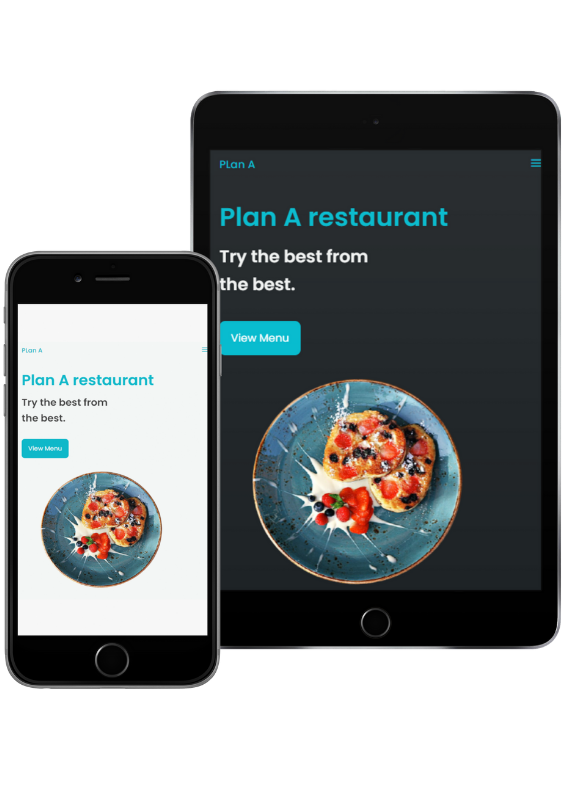 PLan A
Plan A restaurant
Try the best from
the best.
View Menu
PLan A
Plan A restaurant
Try the best from
the best.
View Menu